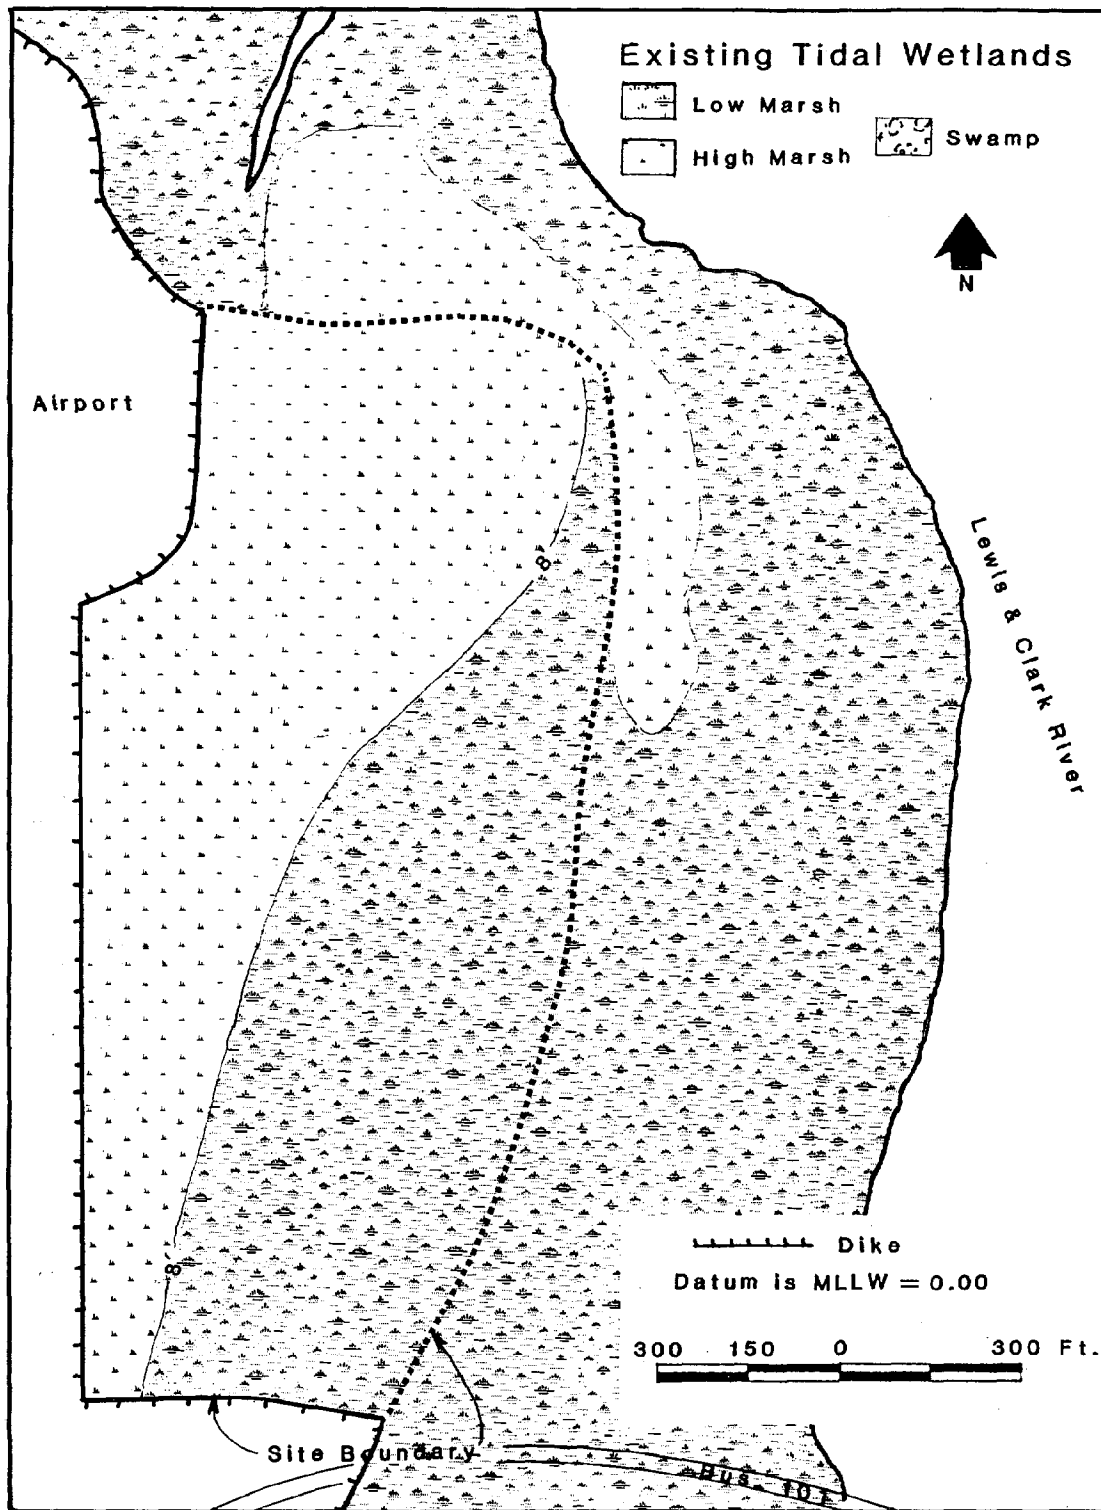 Existing Tidal Wetlands
Low Marsh
High Marsh
Swamp
N
Airport
8'
Lewis & Clark River
8'
Dike
Datum is MLLW = 0.00
300 150 0 300 Ft.
Site Boundary
Bus. 101